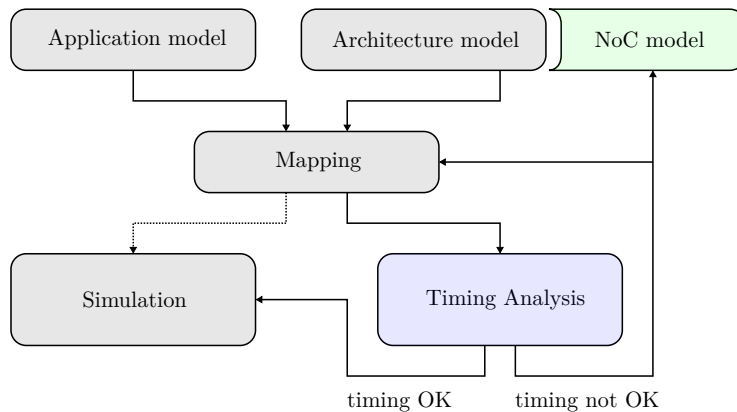 Application model
Architecture model
NoC model
Mapping
Simulation
Timing Analysis
timing OK
timing not OK